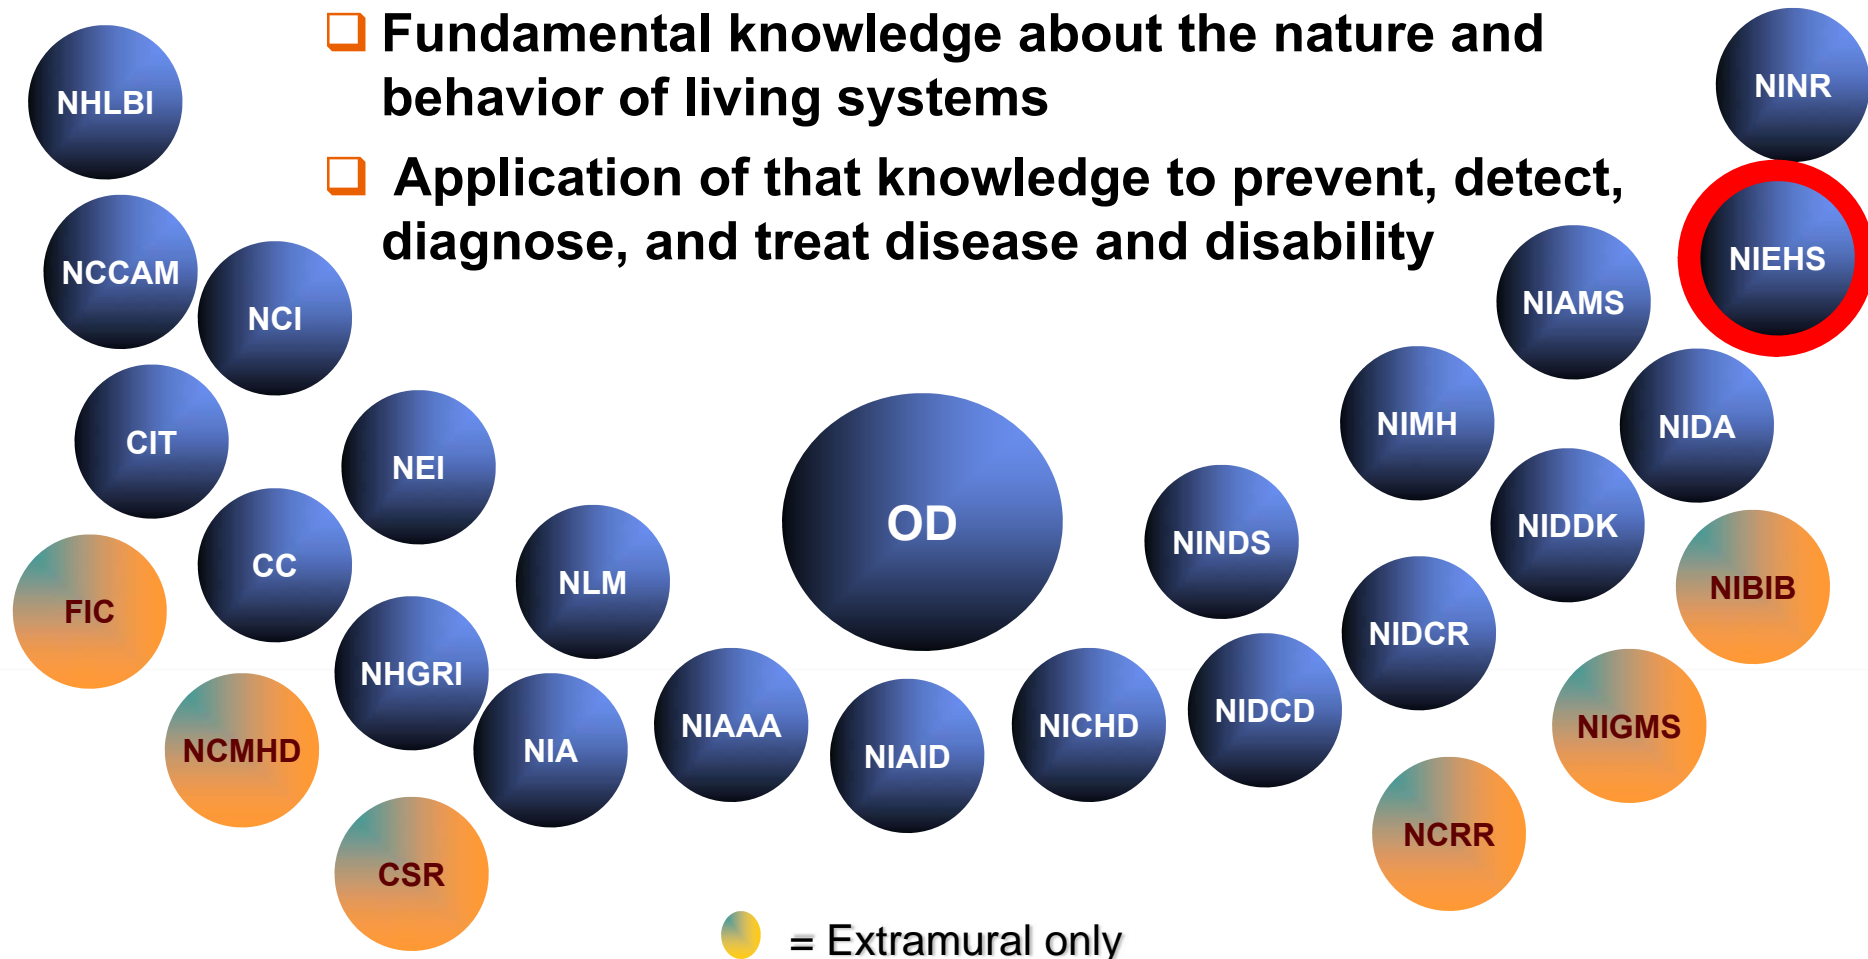 Fundamental knowledge about the nature and
behavior of living systems
Application of that knowledge to prevent, detect,
diagnose, and treat disease and disability
NHLBI
NINR
NCCAM
NCI
NIAMS
NIEHS
CIT
NEI
NIMH
NIDA
OD
FIC
CC
NLM
NINDS
NIDDK
NIBIB
NHGRI
NIDCR
NCMHD
NIA
NIAAA
NIAID
NICHD
NIDCD
NIGMS
CSR
NCRR
= Extramural only